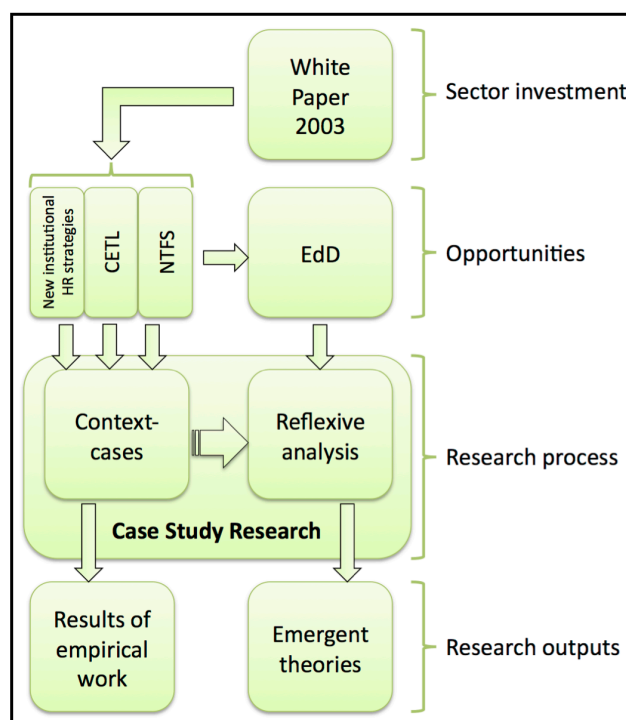 White
Paper
2003
Sector investment
New institutional
HR strategies
CETL
NTFS
EdD
Opportunities
Context-
cases
Reflexive
analysis
Research process
Case Study Research
Results of
empirical
work
Emergent
theories
Research outputs